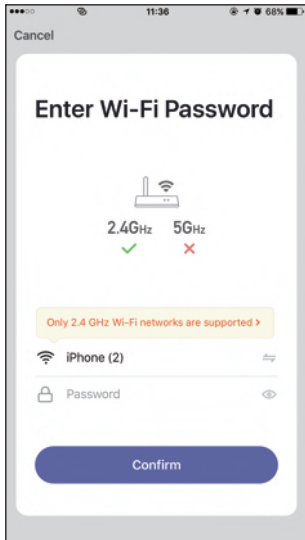 11:36
68%
Cancel
Enter Wi-Fi Password
2.4GHz 5GHz
Only 2.4 GHz Wi-Fi networks are supported >
iPhone (2)
Password
Confirm